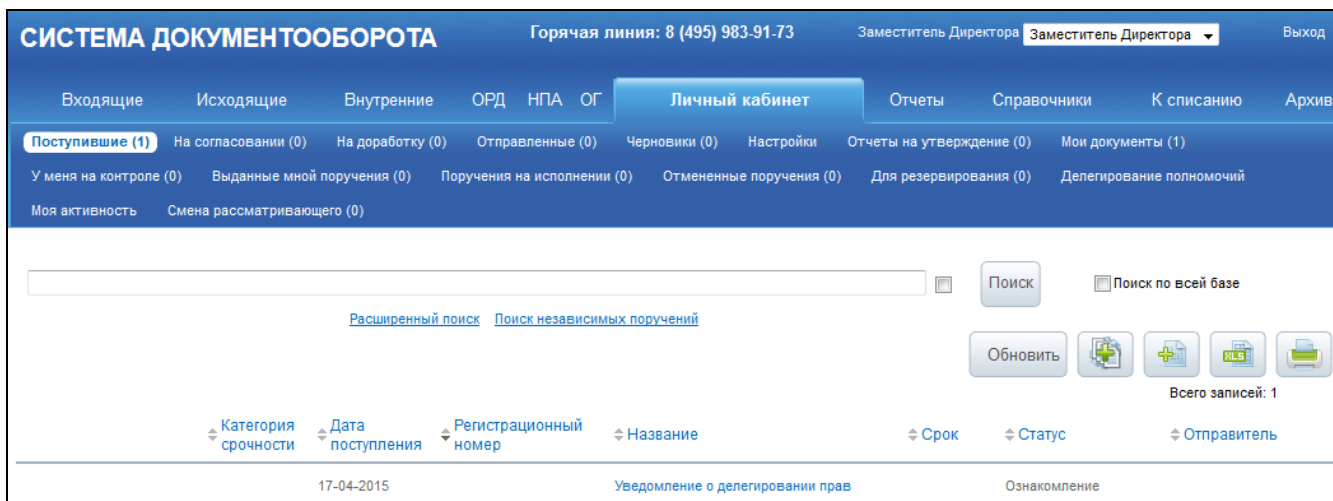 СИСТЕМА ДОКУМЕНТООБОРОТА Горячая линия: 8 (495) 983-91-73 Заместитель Директора Заместитель Директора Выход
Входящие Исходящие Внутренние ОРД НПА ОГ Личный кабинет Отчеты Справочники К списанию Архив
Поступившие (1) На согласовании (0) На доработку (0) Отправленные (0) Черновики (0) Настройки Отчеты на утверждение (0) Мои документы (1)
У меня на контроле (0) Выданные мной поручения (0) Поручения на исполнении (0) Отмененные поручения (0) Для резервирования (0) Делегирование полномочий
Моя активность Смена рассматривающего (0)
Поиск Поиск по всей базе
Расширенный поиск Поиск независимых поручений
Обновить XLS
Всего записей: 1
Категория срочности Дата поступления Регистрационный номер Название Срок Статус Отправитель
17-04-2015 Уведомление о делегировании прав Ознакомление